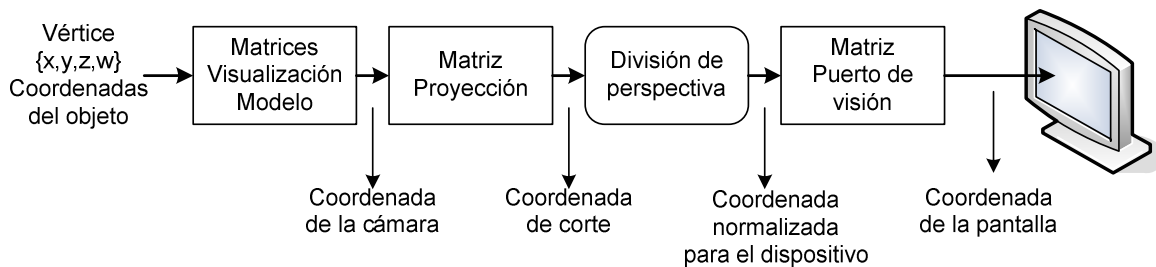 Vértice
{x,y,z,w}
Coordenadas
del objeto
Matrices
Visualización
Modelo
Matriz
Proyección
División de
perspectiva
Matriz
Puerto de
visión
Coordenada
de la cámara
Coordenada
de corte
Coordenada
normalizada
para el dispositivo
Coordenada
de la pantalla